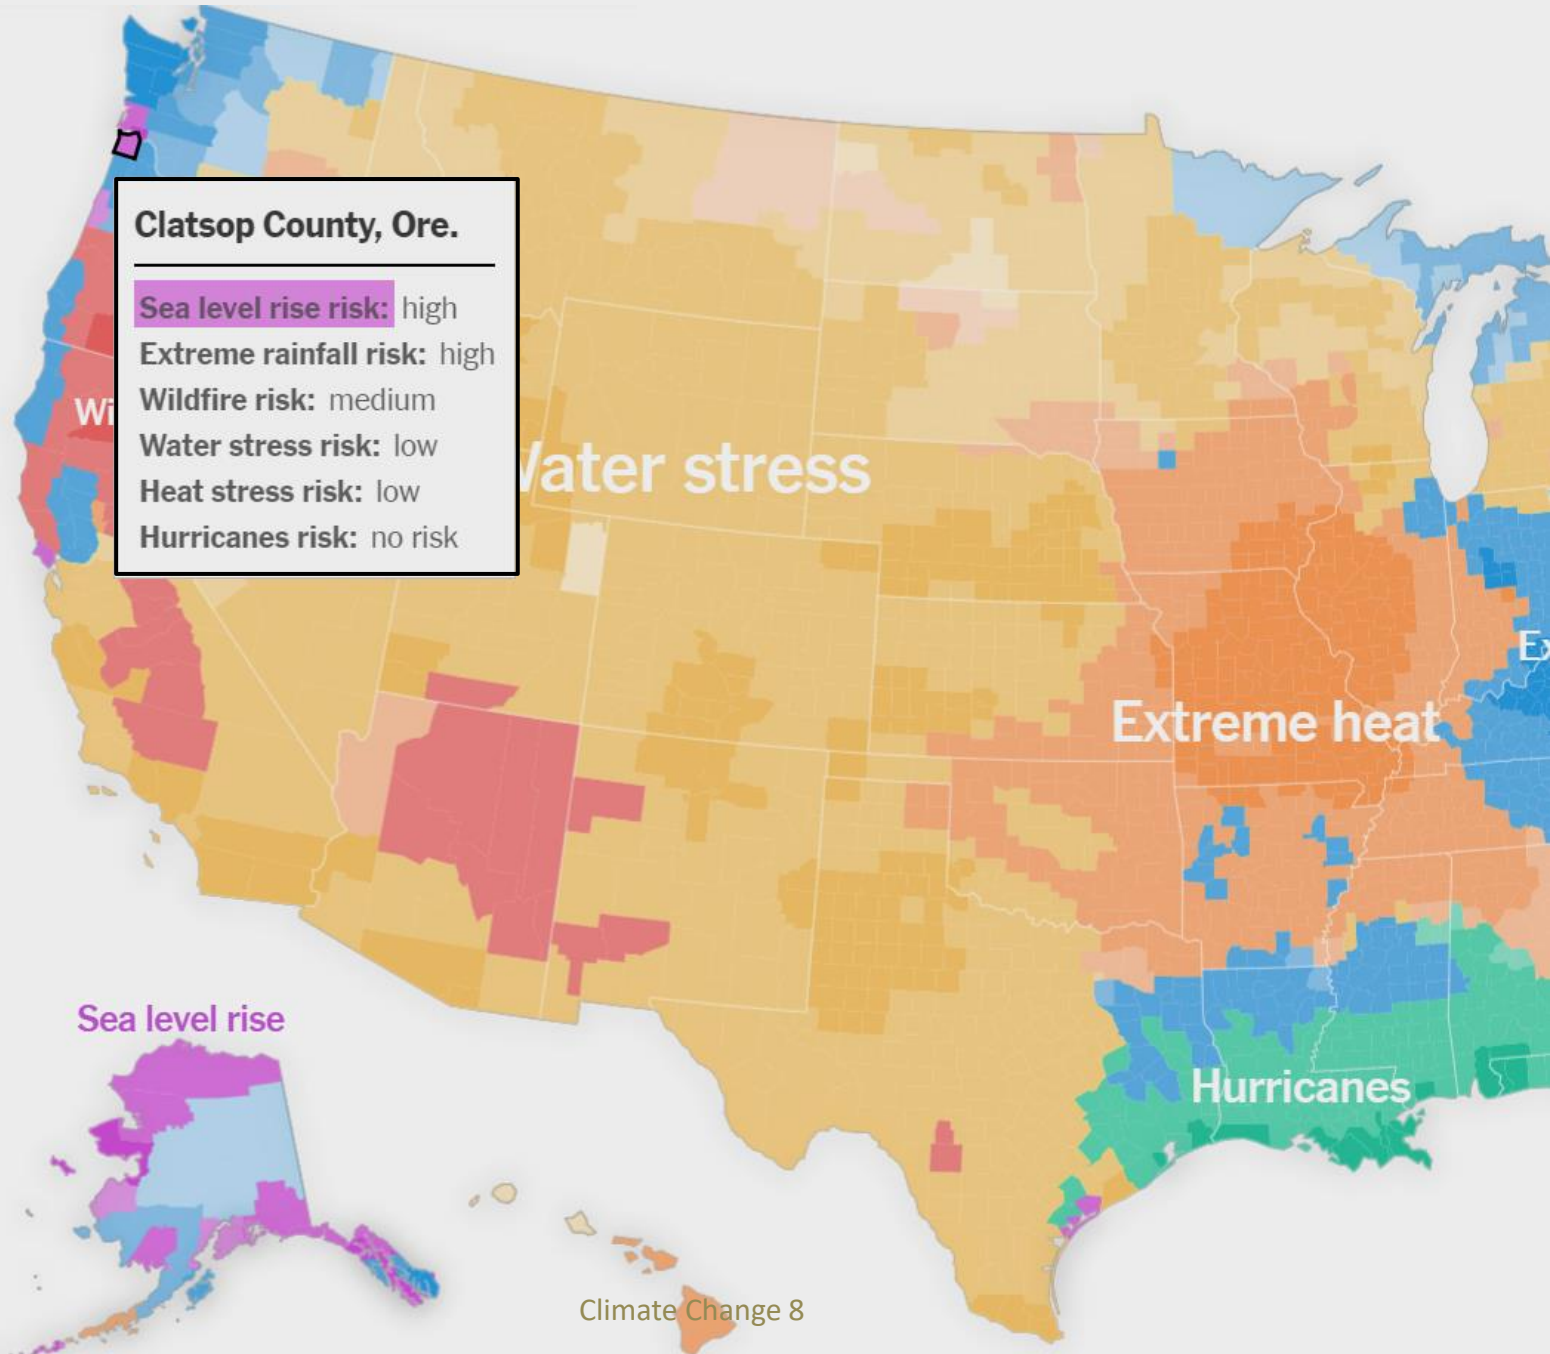 Clatsop County, Ore.
Sea level rise risk: high
Extreme rainfall risk: high
Wildfire risk: medium
Water stress risk: low
Heat stress risk: low
Hurricanes risk: no risk
Wi
Water stress
Ex
Extreme heat
Sea level rise
Hurricanes
Climate Change 8